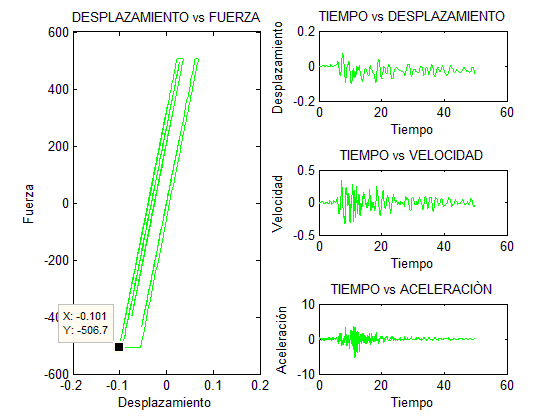 DESPLAZAMIENTO vs FUERZA
600
400
200
0
-200
-400
-600
Fuerza
X: -0.101
Y: -506.7
-0.2
-0.1
0
0.1
0.2
Desplazamiento
TIEMPO vs DESPLAZAMIENTO
0.2
0
-0.2
Desplazamiento
0
20
40
60
Tiempo
TIEMPO vs VELOCIDAD
0.5
0
-0.5
Velocidad
0
20
40
60
Tiempo
TIEMPO vs ACELERACIÒN
10
0
-10
Aceleración
0
20
40
60
Tiempo